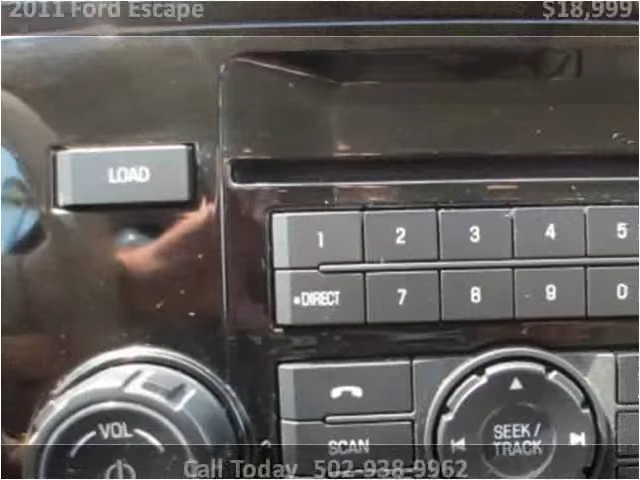 2011 Ford Escape $18,999
LOAD
1 2 3 4 5
•DIRECT 7 8 9 0
VOL
SEEK/
TRACK
SCAN
Call Today 502-938-9962